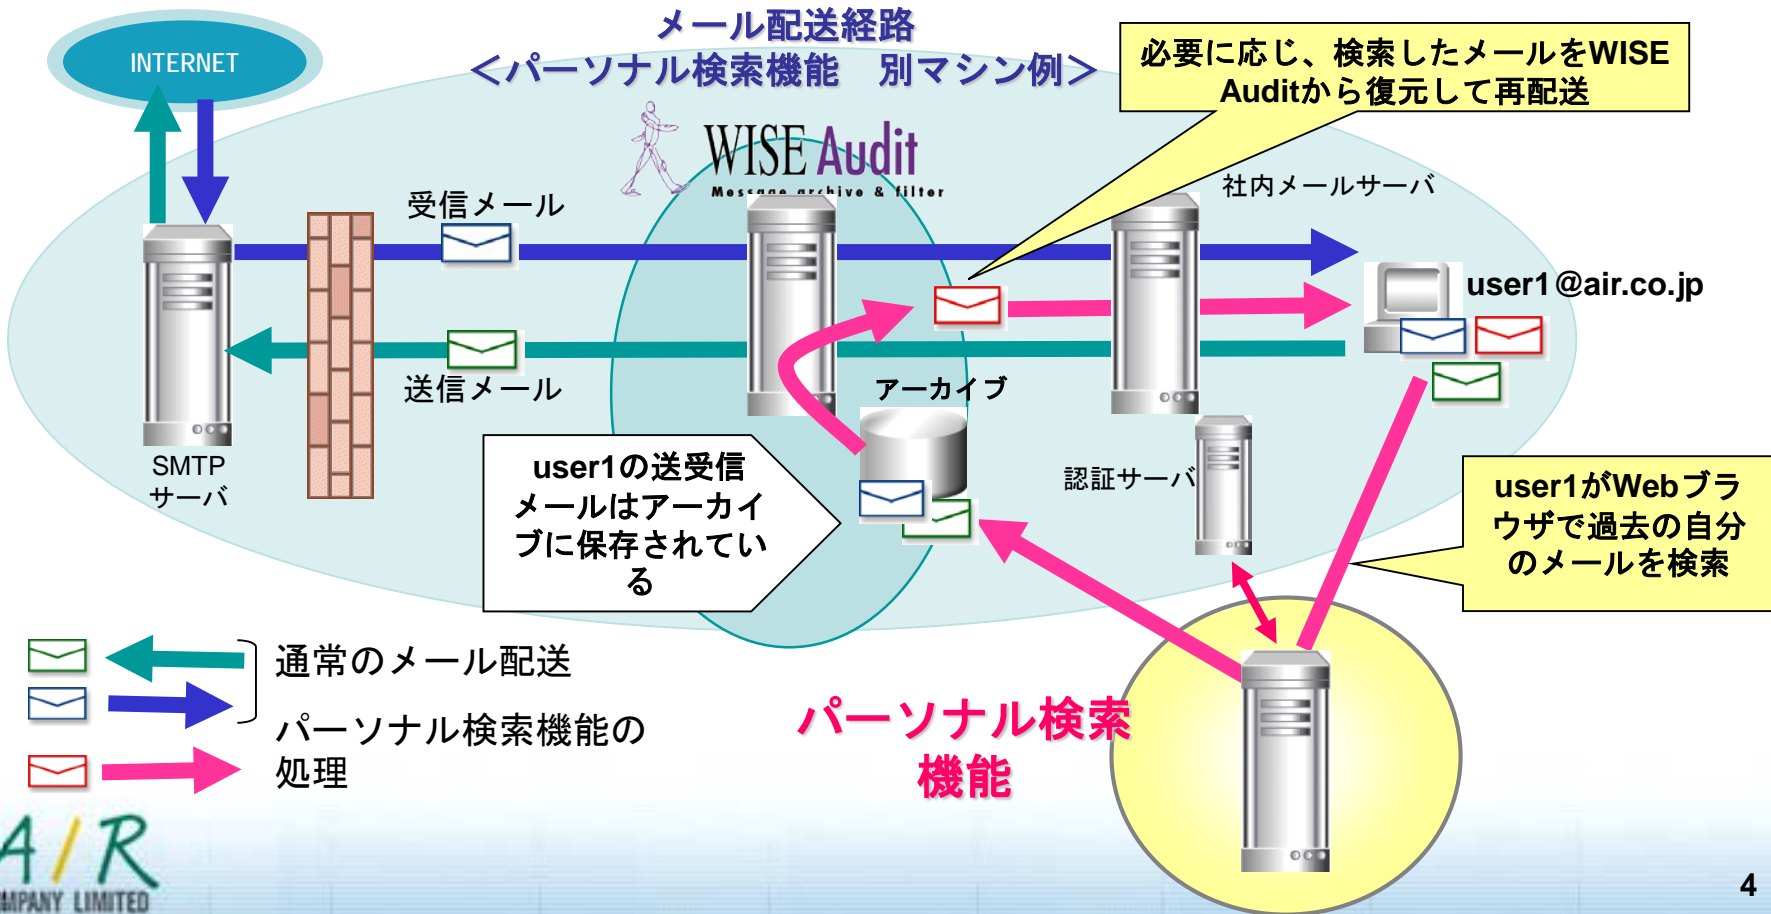 メール配送経路
＜パーソナル検索機能　別マシン例＞
INTERNET
必要に応じ、検索したメールをWISE
Auditから復元して再配送
WISE Audit
Message archive & filter
受信メール
社内メールサーバ
user1@air.co.jp
送信メール
アーカイブ
SMTP
サーバ
user1の送受信
メールはアーカイ
ブに保存されてい
る
認証サーバ
user1がWebブラ
ウザで過去の自分
のメールを検索
通常のメール配送
パーソナル検索機能の
処理
パーソナル検索
機能
A/R
MPANY LIMITED
4